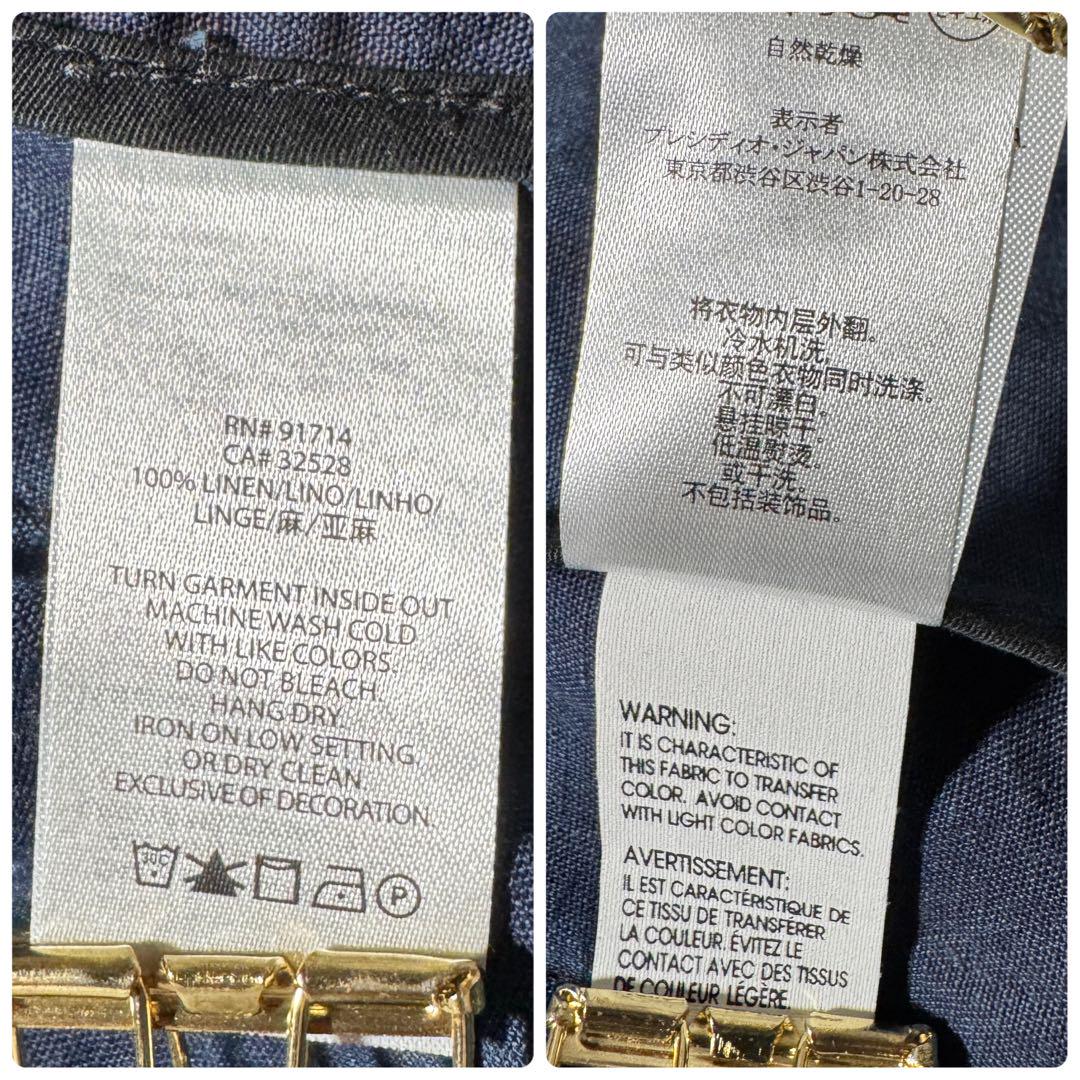 RN# 91714
CA# 32528
100% LINEN/LINO/LINHO/
LINGE/麻/亚麻
TURN GARMENT INSIDE OUT
MACHINE WASH COLD
WITH LIKE COLORS.
DO NOT BLEACH.
HANG DRY.
IRON ON LOW SETTING.
OR DRY CLEAN.
EXCLUSIVE OF DECORATION.
30C
P
自然乾燥
表示者
プレシディオ・ジャパン株式会社
東京都渋谷区渋谷1-20-28
A
将衣物内层外翻。
冷水机洗,
可与类似颜色衣物同时洗涤。
不可漂白。
悬挂晾干。
低温熨烫。
或干洗。
不包括装饰品。
WARNING:
IT IS CHARACTERISTIC OF
THIS FABRIC TO TRANSFER
COLOR. AVOID CONTACT
WITH LIGHT COLOR FABRICS.
AVERTISSEMENT:
IL EST CARACTÉRISTIQUE DE
CE TISSU DE TRANSFÉRER
LA COULEUR. ÉVITEZ LE
CONTACT AVEC DES TISSUS
DE COULEUR LÉGÈRE.